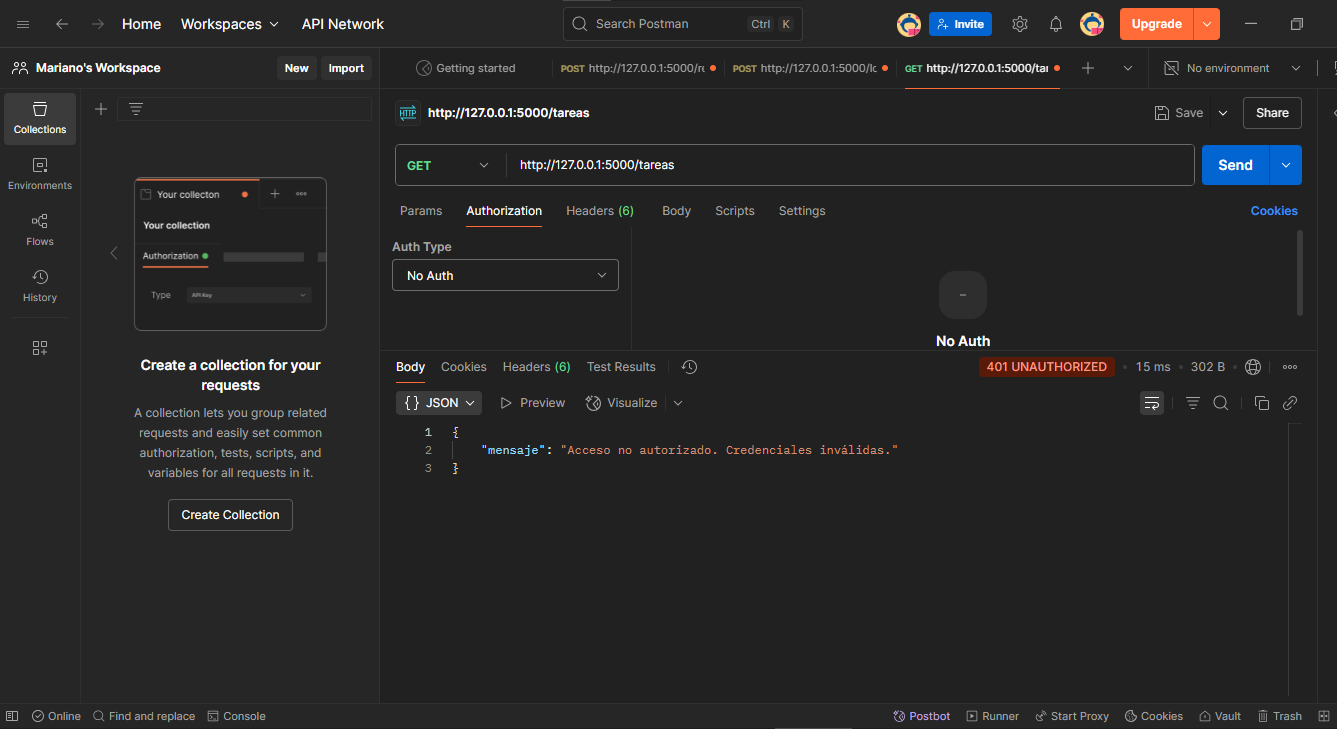 Home Workspaces API Network
Search Postman Ctrl K
Invite Upgrade
Mariano's Workspace New Import
Getting started POST http://127.0.0.1:5000/re POST http://127.0.0.1:5000/lo GET http://127.0.0.1:5000/tar No environment
Collections
Environments
Flows
History
Your collecton
Your collection
Authorization
Type API Key
Create a collection for your
requests
A collection lets you group related
requests and easily set common
authorization, tests, scripts, and
variables for all requests in it.
Create Collection
HTTP http://127.0.0.1:5000/tareas Save Share
GET http://127.0.0.1:5000/tareas Send
Params Authorization Headers (6) Body Scripts Settings Cookies
Auth Type
No Auth
No Auth
Body Cookies Headers (6) Test Results 401 UNAUTHORIZED 15 ms 302 B
{} JSON Preview Visualize
1 {
2 "mensaje": "Acceso no autorizado. Credenciales inválidas."
3 }
Online Find and replace Console Postbot Runner Start Proxy Cookies Vault Trash